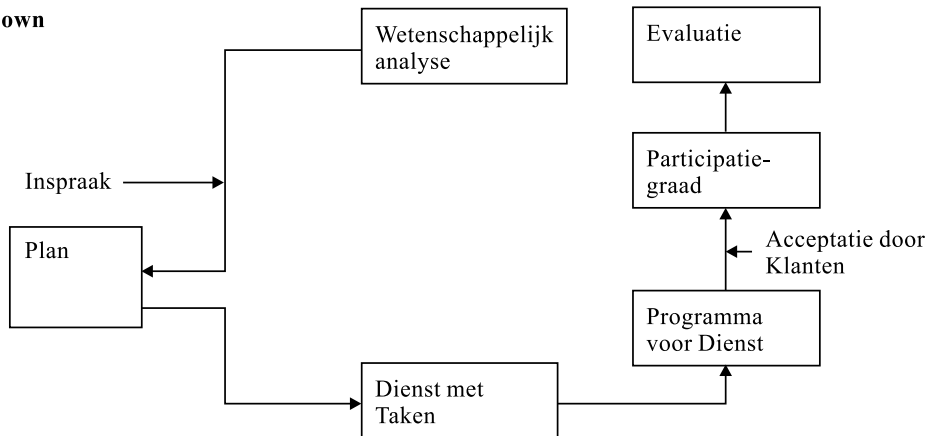 own
Wetenschappelijk
analyse
Evaluatie
Participatie-
graad
Inspraak
Plan
Acceptatie door
Klanten
Programma
voor Dienst
Dienst met
Taken